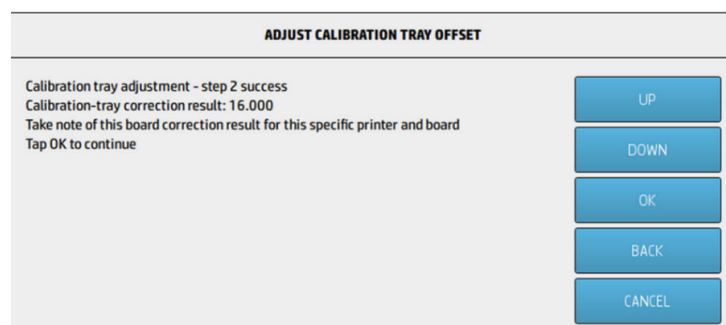 ADJUST CALIBRATION TRAY OFFSET
Calibration tray adjustment - step 2 success
Calibration-tray correction result: 16.000
Take note of this board correction result for this specific printer and board
Tap OK to continue
UP
DOWN
OK
BACK
CANCEL